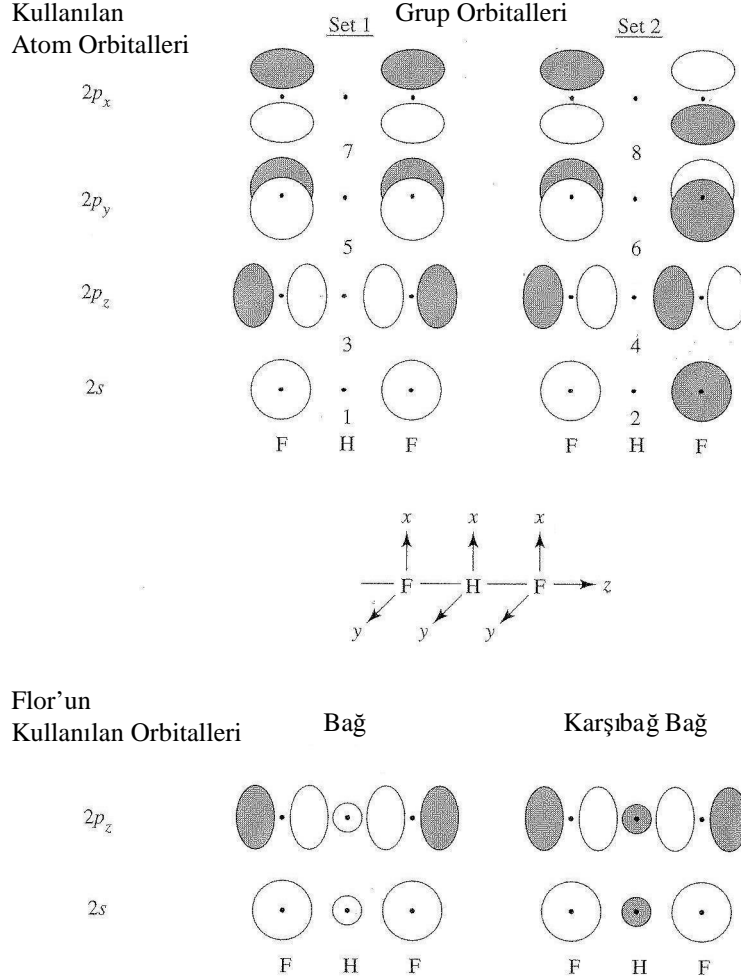 Kullanılan Grup Orbitalleri
Atom Orbitalleri Set 1 Set 2
2pₓ
7 8
2p_y
5 6
2p_z
3 4
2s
1 2
F H F F H F
x x x
F H F z
y y y
Flor’un
Kullanılan Orbitalleri Bağ Karşıbağ Bağ
2p_z
2s
F H F F H F